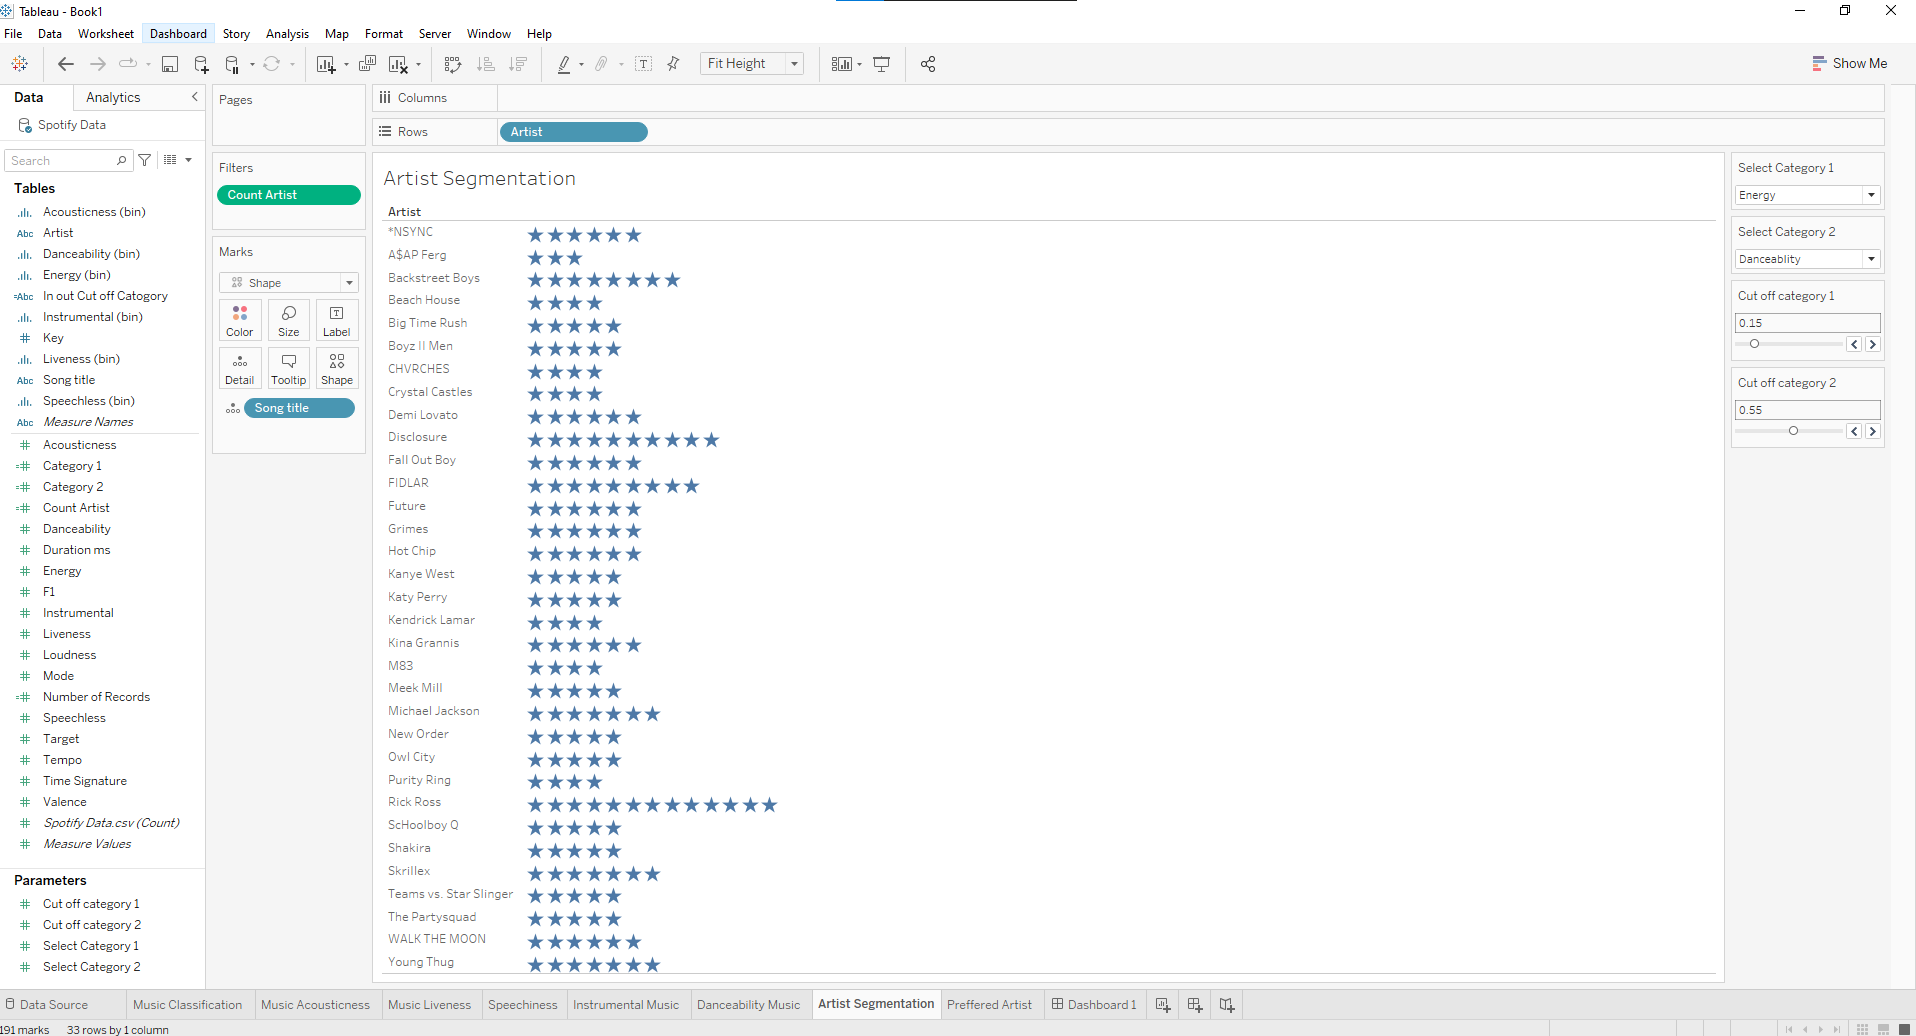 Tableau - Book1
File Data Worksheet Dashboard Story Analysis Map Format Server Window Help
Fit Height
Show Me
Data Analytics
Spotify Data
Search
Tables
Acousticness (bin)
Abc Artist
Danceability (bin)
Energy (bin)
=Abc In out Cut off Catogory
Instrumental (bin)
# Key
Liveness (bin)
Abc Song title
Speechless (bin)
Abc Measure Names
# Acousticness
=# Category 1
=# Category 2
=# Count Artist
# Danceability
# Duration ms
# Energy
# F1
# Instrumental
# Liveness
# Loudness
# Mode
=# Number of Records
# Speechless
# Target
# Tempo
# Time Signature
# Valence
# Spotify Data.csv (Count)
# Measure Values
Parameters
# Cut off category 1
# Cut off category 2
# Select Category 1
# Select Category 2
Pages
Filters
Count Artist
Marks
Shape
Color Size Label
Detail Tooltip Shape
Song title
Columns
Rows Artist
Artist Segmentation
Artist
*NSYNC
A$AP Ferg
Backstreet Boys
Beach House
Big Time Rush
Boyz II Men
CHVRCHES
Crystal Castles
Demi Lovato
Disclosure
Fall Out Boy
FIDLAR
Future
Grimes
Hot Chip
Kanye West
Katy Perry
Kendrick Lamar
Kina Grannis
M83
Meek Mill
Michael Jackson
New Order
Owl City
Purity Ring
Rick Ross
ScHoolboy Q
Shakira
Skrillex
Teams vs. Star Slinger
The Partysquad
WALK THE MOON
Young Thug
Select Category 1
Energy
Select Category 2
Danceablity
Cut off category 1
0.15
Cut off category 2
0.55
Data Source Music Classification Music Acousticness Music Liveness Speechiness Instrumental Music Danceability Music Artist Segmentation Preffered Artist Dashboard 1
191 marks 33 rows by 1 column